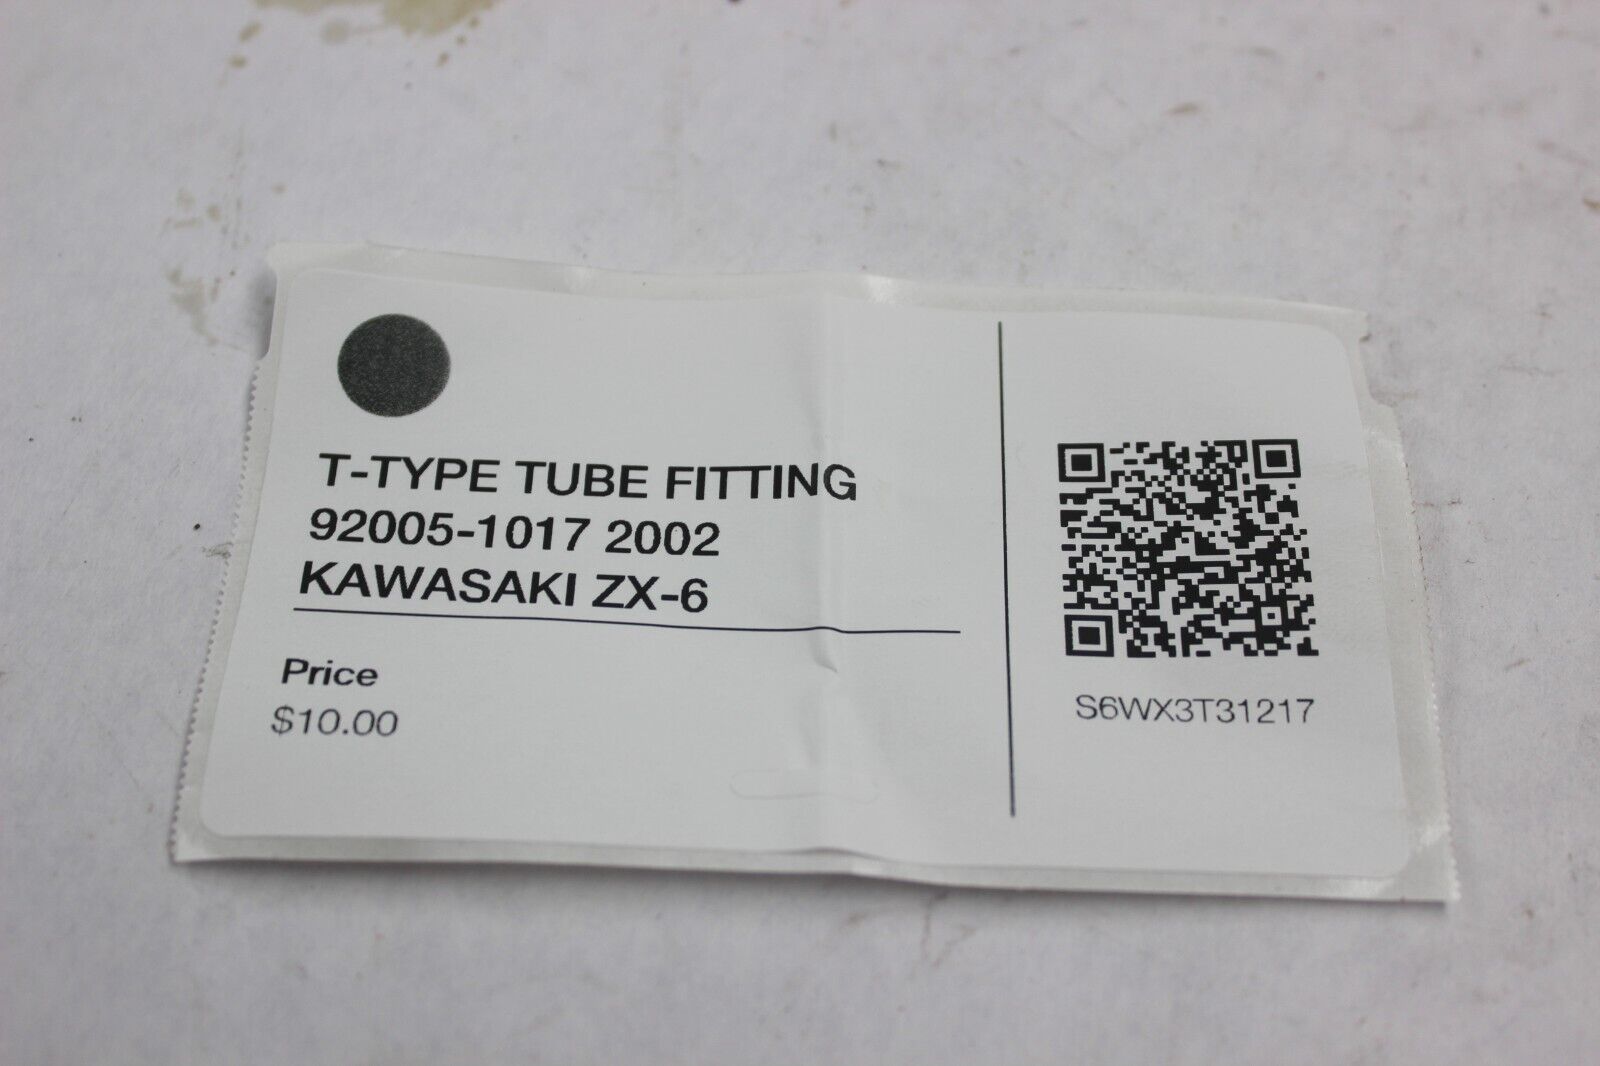 T-TYPE TUBE FITTING
92005-1017 2002
KAWASAKI ZX-6
Price
$10.00
S6WX3T31217